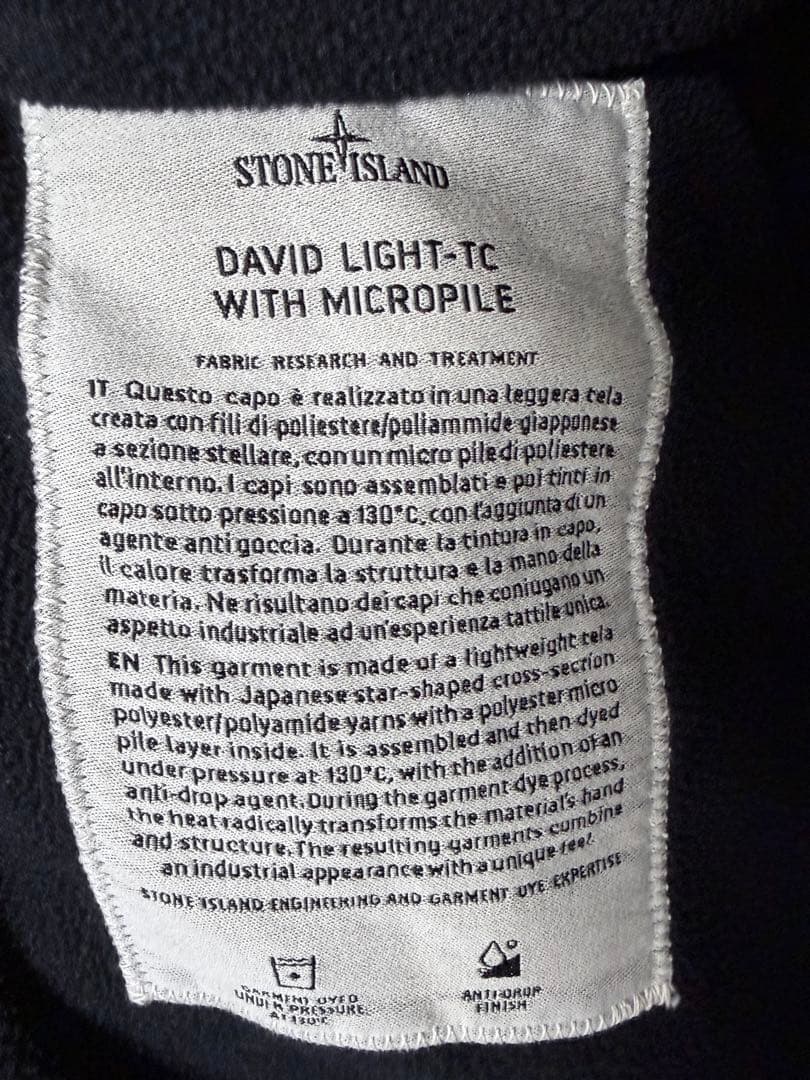 STONE ISLAND
DAVID LIGHT-TC
WITH MICROPILE
FABRIC RESEARCH AND TREATMENT
IT Questo capo è realizzato in una leggera tela
creata con fili di poliestere/poliammide giapponese
a sezione stellare, con un micro pile di poliestere
all'interno. I capi sono assemblati e poi tinti in
capo sotto pressione a 130°C, con l'aggiunta di un
agente anti goccia. Durante la tintura in capo,
il calore trasforma la struttura e la mano della
materia. Ne risultano dei capi che coniugano un
aspetto industriale ad un'esperienza tattile unica.
EN This garment is made of a lightweight tela
made with Japanese star-shaped cross-section
polyester/polyamide yarns with a polyester micro
pile layer inside. It is assembled and then dyed
under pressure at 130°C, with the addition of an
anti-drop agent. During the garment dye process,
the heat radically transforms the material's hand
and structure. The resulting garments combine
an industrial appearance with a unique feel.
STONE ISLAND ENGINEERING AND GARMENT DYE EXPERTISE
GARMENT DYED
UNDER PRESSURE
AT 130°C
ANTI-DROP
FINISH